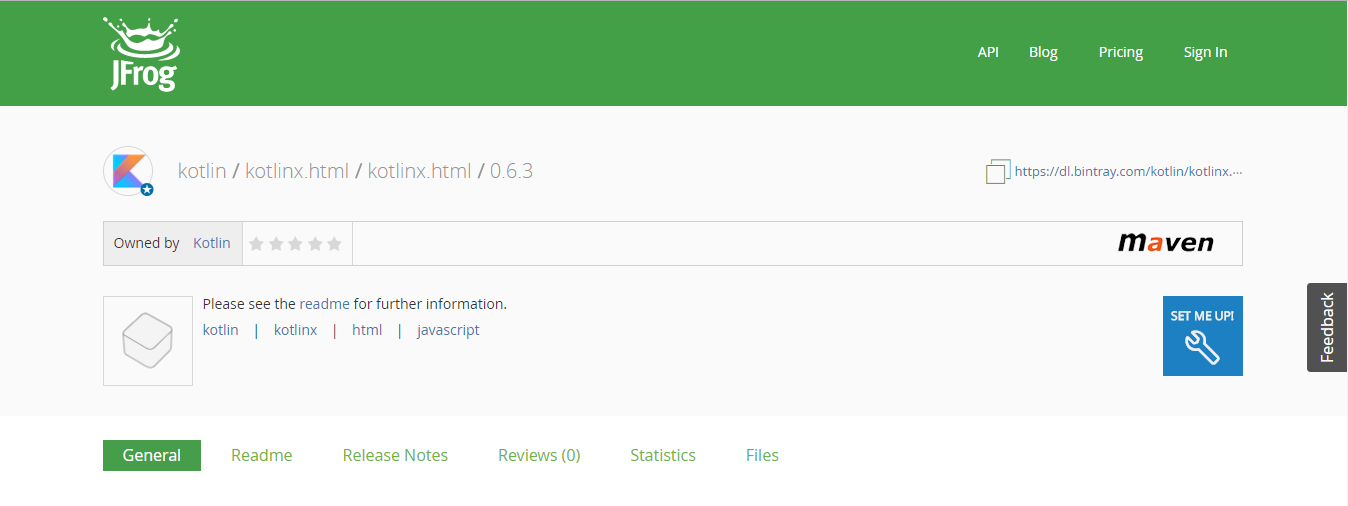 JFrog
API Blog Pricing Sign In
kotlin / kotlinx.html / kotlinx.html / 0.6.3
https://dl.bintray.com/kotlin/kotlinx.···
Owned by Kotlin
maven
Please see the readme for further information.
SET ME UP!
kotlin | kotlinx | html | javascript
Feedback
General Readme Release Notes Reviews (0) Statistics Files